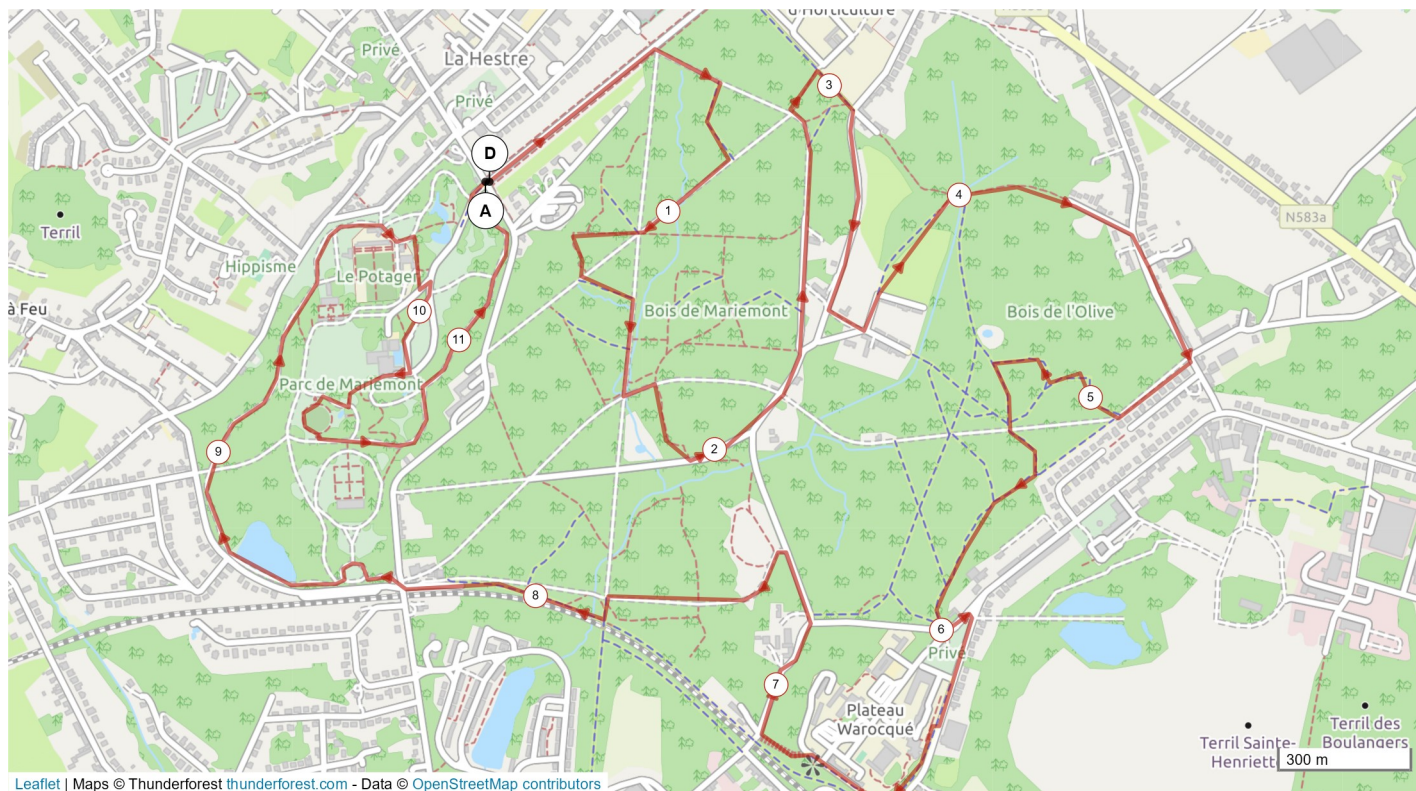 d'Horticulture
Privé
La Hestre
3
Privé
D
4
A
1
N583a
Terril
Hippisme
Le Potager
à Feu
10
Bois de Mariemont
Bois de l'Olive
11
Parc de Mariemont
5
9
2
8
6
Privé
7
Plateau
Warocqué
Terril des
Boulangers
Terril Sainte-
Henriett
300 m
Leaflet | Maps © Thunderforest thunderforest.com - Data © OpenStreetMap contributors